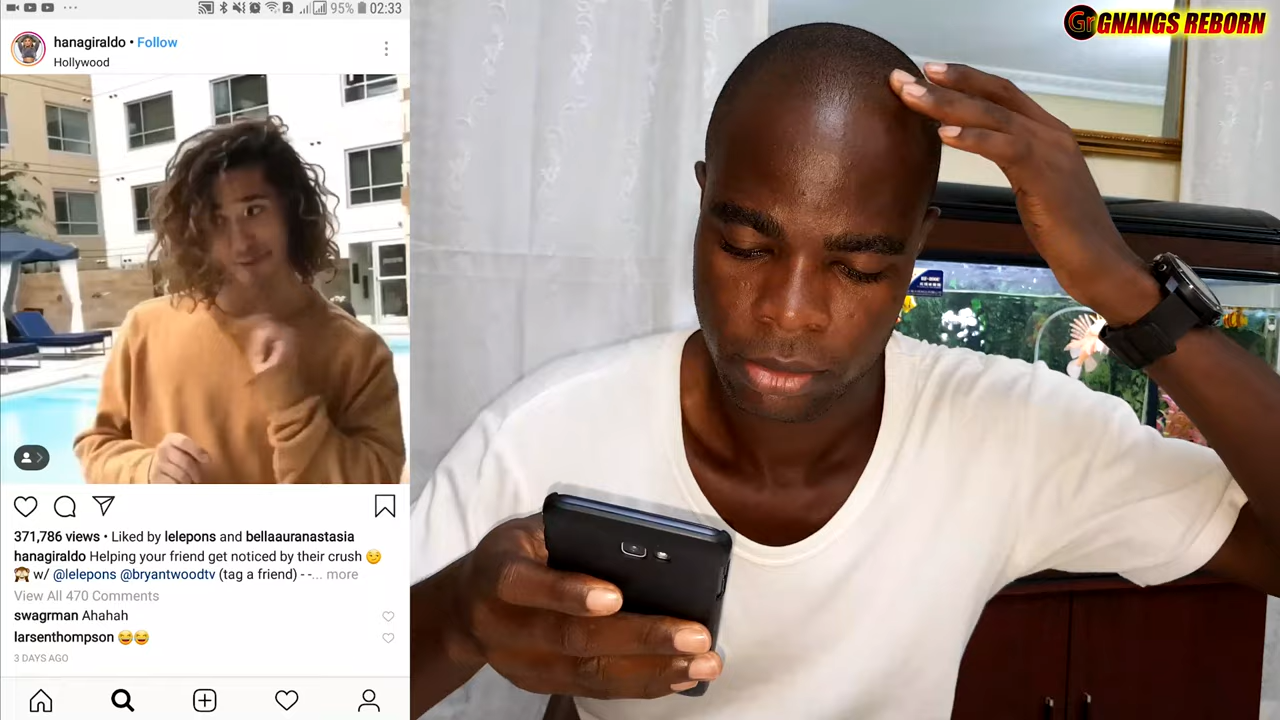 95% 02:33
hanagiraldo • Follow
Hollywood
371,786 views • Liked by lelepons and bellaauranastasia
hanagiraldo Helping your friend get noticed by their crush 😏
🙈 w/ @lelepons @bryantwoodtv (tag a friend) - -... more
View All 470 Comments
swagrman Ahahah
larsenthompson 😂😂
3 DAYS AGO
Gr GNANGS REBORN